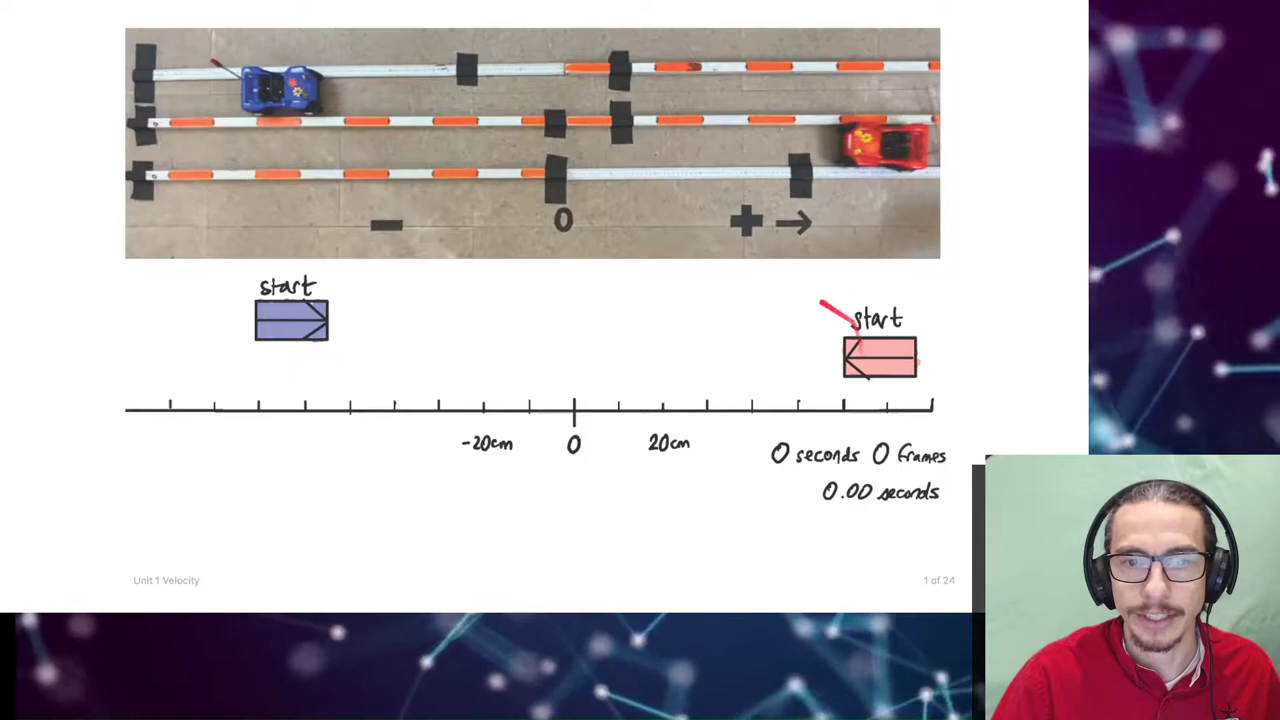 − 0 + →
start
start
-20cm 0 20cm
0 seconds 0 frames
0.00 seconds
Unit 1 Velocity 1 of 24